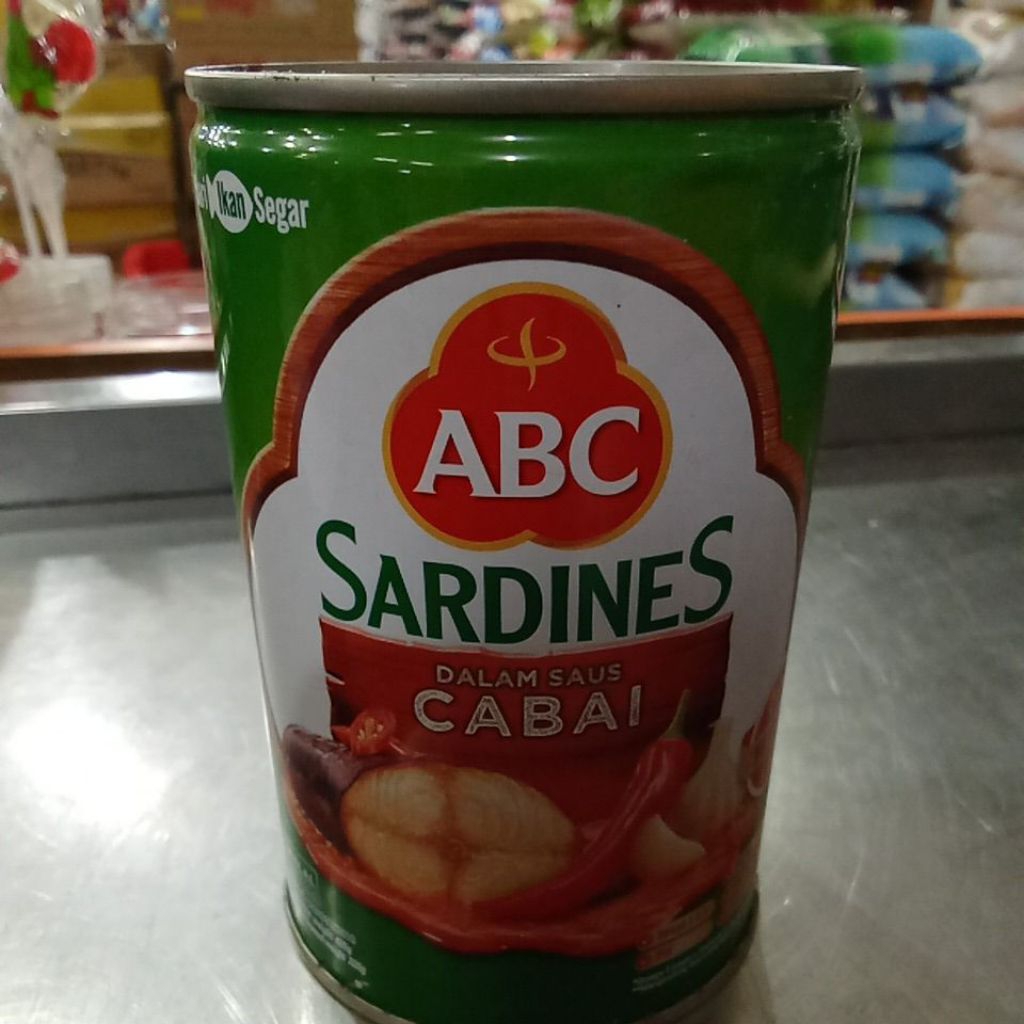 Ikan Segar
ABC
SARDINES
DALAM SAUS
CABAI